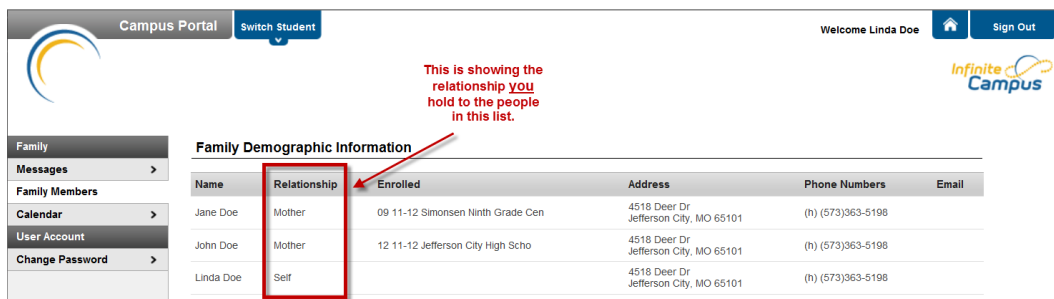 Campus Portal
Switch Student
Welcome Linda Doe
Sign Out
Infinite
Campus
This is showing the
relationship you
hold to the people
in this list.
Family
Messages >
Family Members
Calendar >
User Account
Change Password >
Family Demographic Information
Name Relationship Enrolled Address Phone Numbers Email
Jane Doe Mother 09 11-12 Simonsen Ninth Grade Cen 4518 Deer Dr
Jefferson City, MO 65101 (h) (573)363-5198
John Doe Mother 12 11-12 Jefferson City High Scho 4518 Deer Dr
Jefferson City, MO 65101 (h) (573)363-5198
Linda Doe Self 4518 Deer Dr
Jefferson City, MO 65101 (h) (573)363-5198